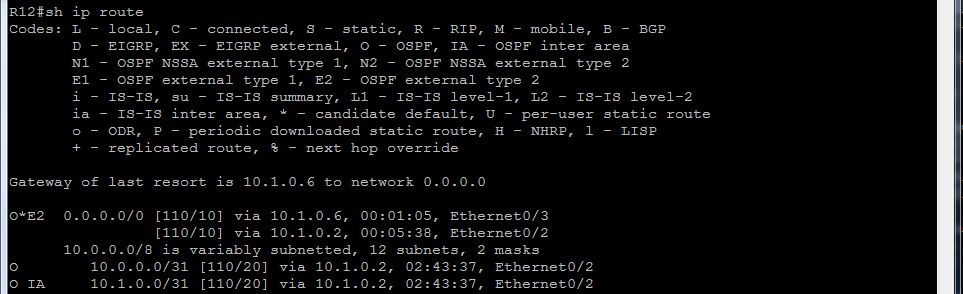 R12#sh ip route
Codes: L - local, C - connected, S - static, R - RIP, M - mobile, B - BGP
D - EIGRP, EX - EIGRP external, O - OSPF, IA - OSPF inter area
N1 - OSPF NSSA external type 1, N2 - OSPF NSSA external type 2
E1 - OSPF external type 1, E2 - OSPF external type 2
i - IS-IS, su - IS-IS summary, L1 - IS-IS level-1, L2 - IS-IS level-2
ia - IS-IS inter area, * - candidate default, U - per-user static route
o - ODR, P - periodic downloaded static route, H - NHRP, l - LISP
+ - replicated route, % - next hop override
Gateway of last resort is 10.1.0.6 to network 0.0.0.0
O*E2 0.0.0.0/0 [110/10] via 10.1.0.6, 00:01:05, Ethernet0/3
[110/10] via 10.1.0.2, 00:05:38, Ethernet0/2
10.0.0.0/8 is variably subnetted, 12 subnets, 2 masks
O 10.0.0.0/31 [110/20] via 10.1.0.2, 02:43:37, Ethernet0/2
O IA 10.1.0.0/31 [110/20] via 10.1.0.2, 02:43:37, Ethernet0/2